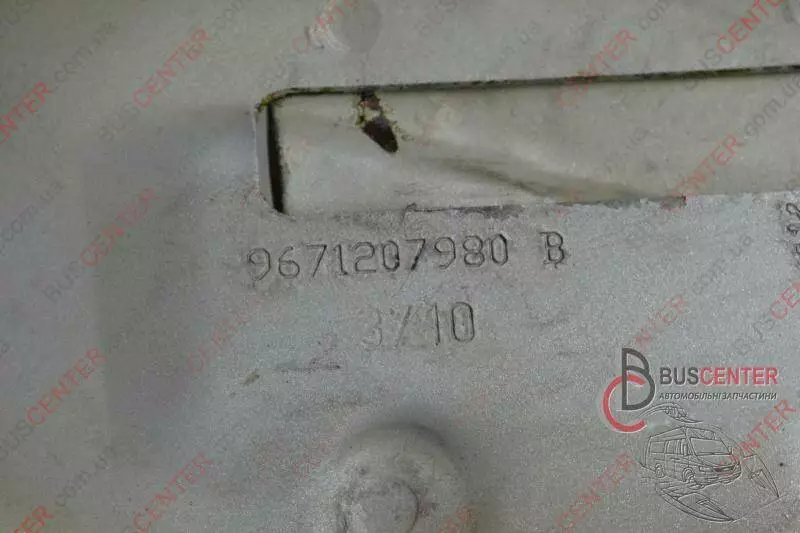 9671207980 B
3710
BUSCENTER
АВТОМОБІЛЬНІ ЗАПЧАСТИНИ